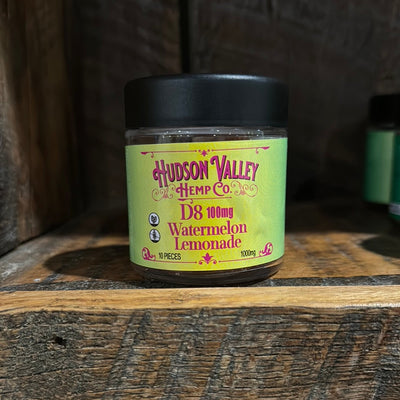 HUDSON VALLEY
HEMP CO.
D8 100mg
Watermelon
Lemonade
10 PIECES 1000mg